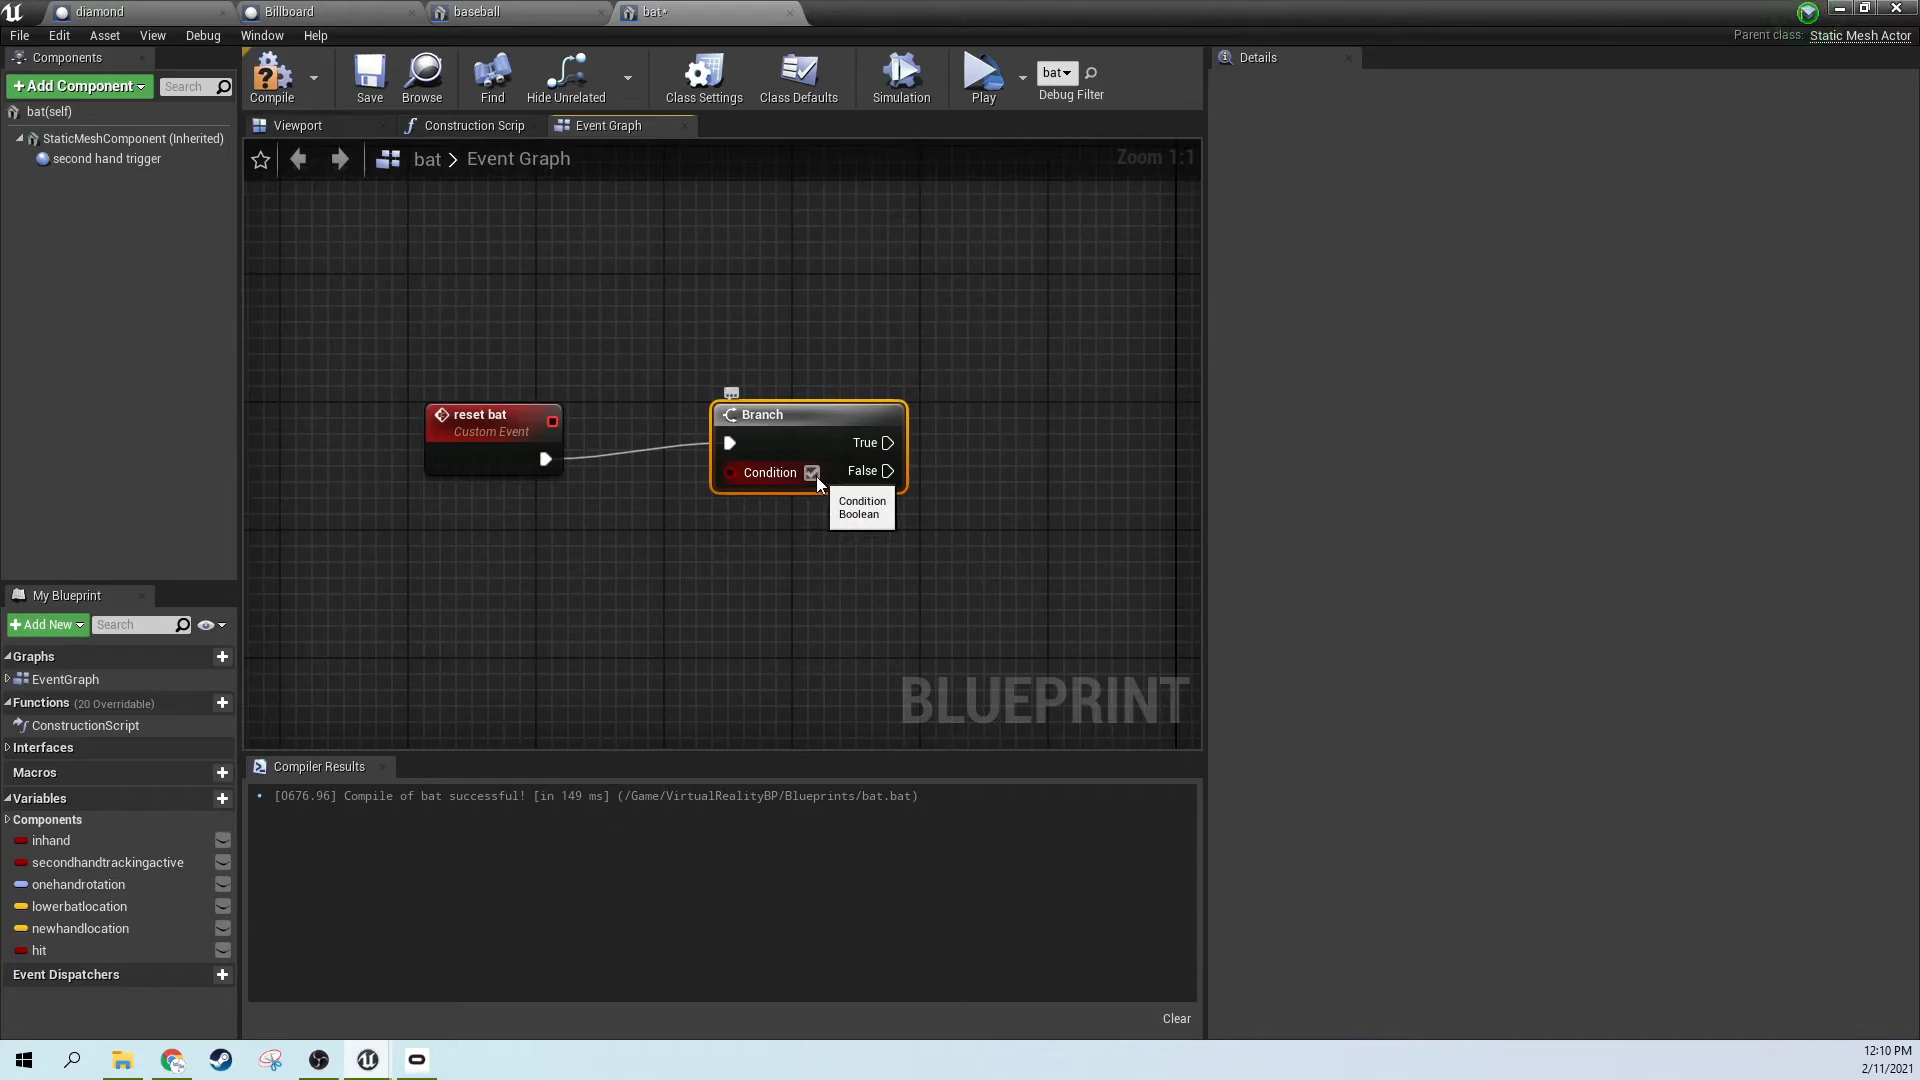 diamond
Billboard
baseball
bat*
File
Edit
Asset
View
Debug
Window
Help
Parent class: Static Mesh Actor
Components
+Add Component
Search
bat(self)
StaticMeshComponent (Inherited)
second hand trigger
Compile
Save
Browse
Find
Hide Unrelated
Class Settings
Class Defaults
Simulation
Play
bat
Debug Filter
Details
Viewport
Construction Scrip
Event Graph
bat > Event Graph
Zoom 1:1
reset bat
Custom Event
Branch
True
Condition
False
Condition
Boolean
BLUEPRINT
My Blueprint
+Add New
Search
Graphs
EventGraph
Functions (20 Overridable)
ConstructionScript
Interfaces
Macros
Variables
Components
inhand
secondhandtrackingactive
onehandrotation
lowerbatlocation
newhandlocation
hit
Event Dispatchers
Compiler Results
• [0676.96] Compile of bat successful! [in 149 ms] (/Game/VirtualRealityBP/Blueprints/bat.bat)
Clear
12:10 PM
2/11/2021